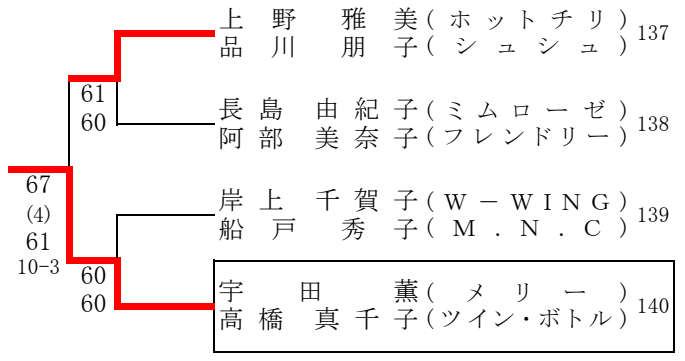 上野 雅美(ホットチリ) 137
品川 朋子(シュシュ)
61
60
長島 由紀子(ミムローゼ) 138
阿部 美奈子(フレンドリー)
67
(4)
61
10-3
岸上 千賀子(W-WING) 139
船戸 秀子(M.N.C)
60
60
宇田 薫(メリー) 140
高橋 真千子(ツイン・ボトル)